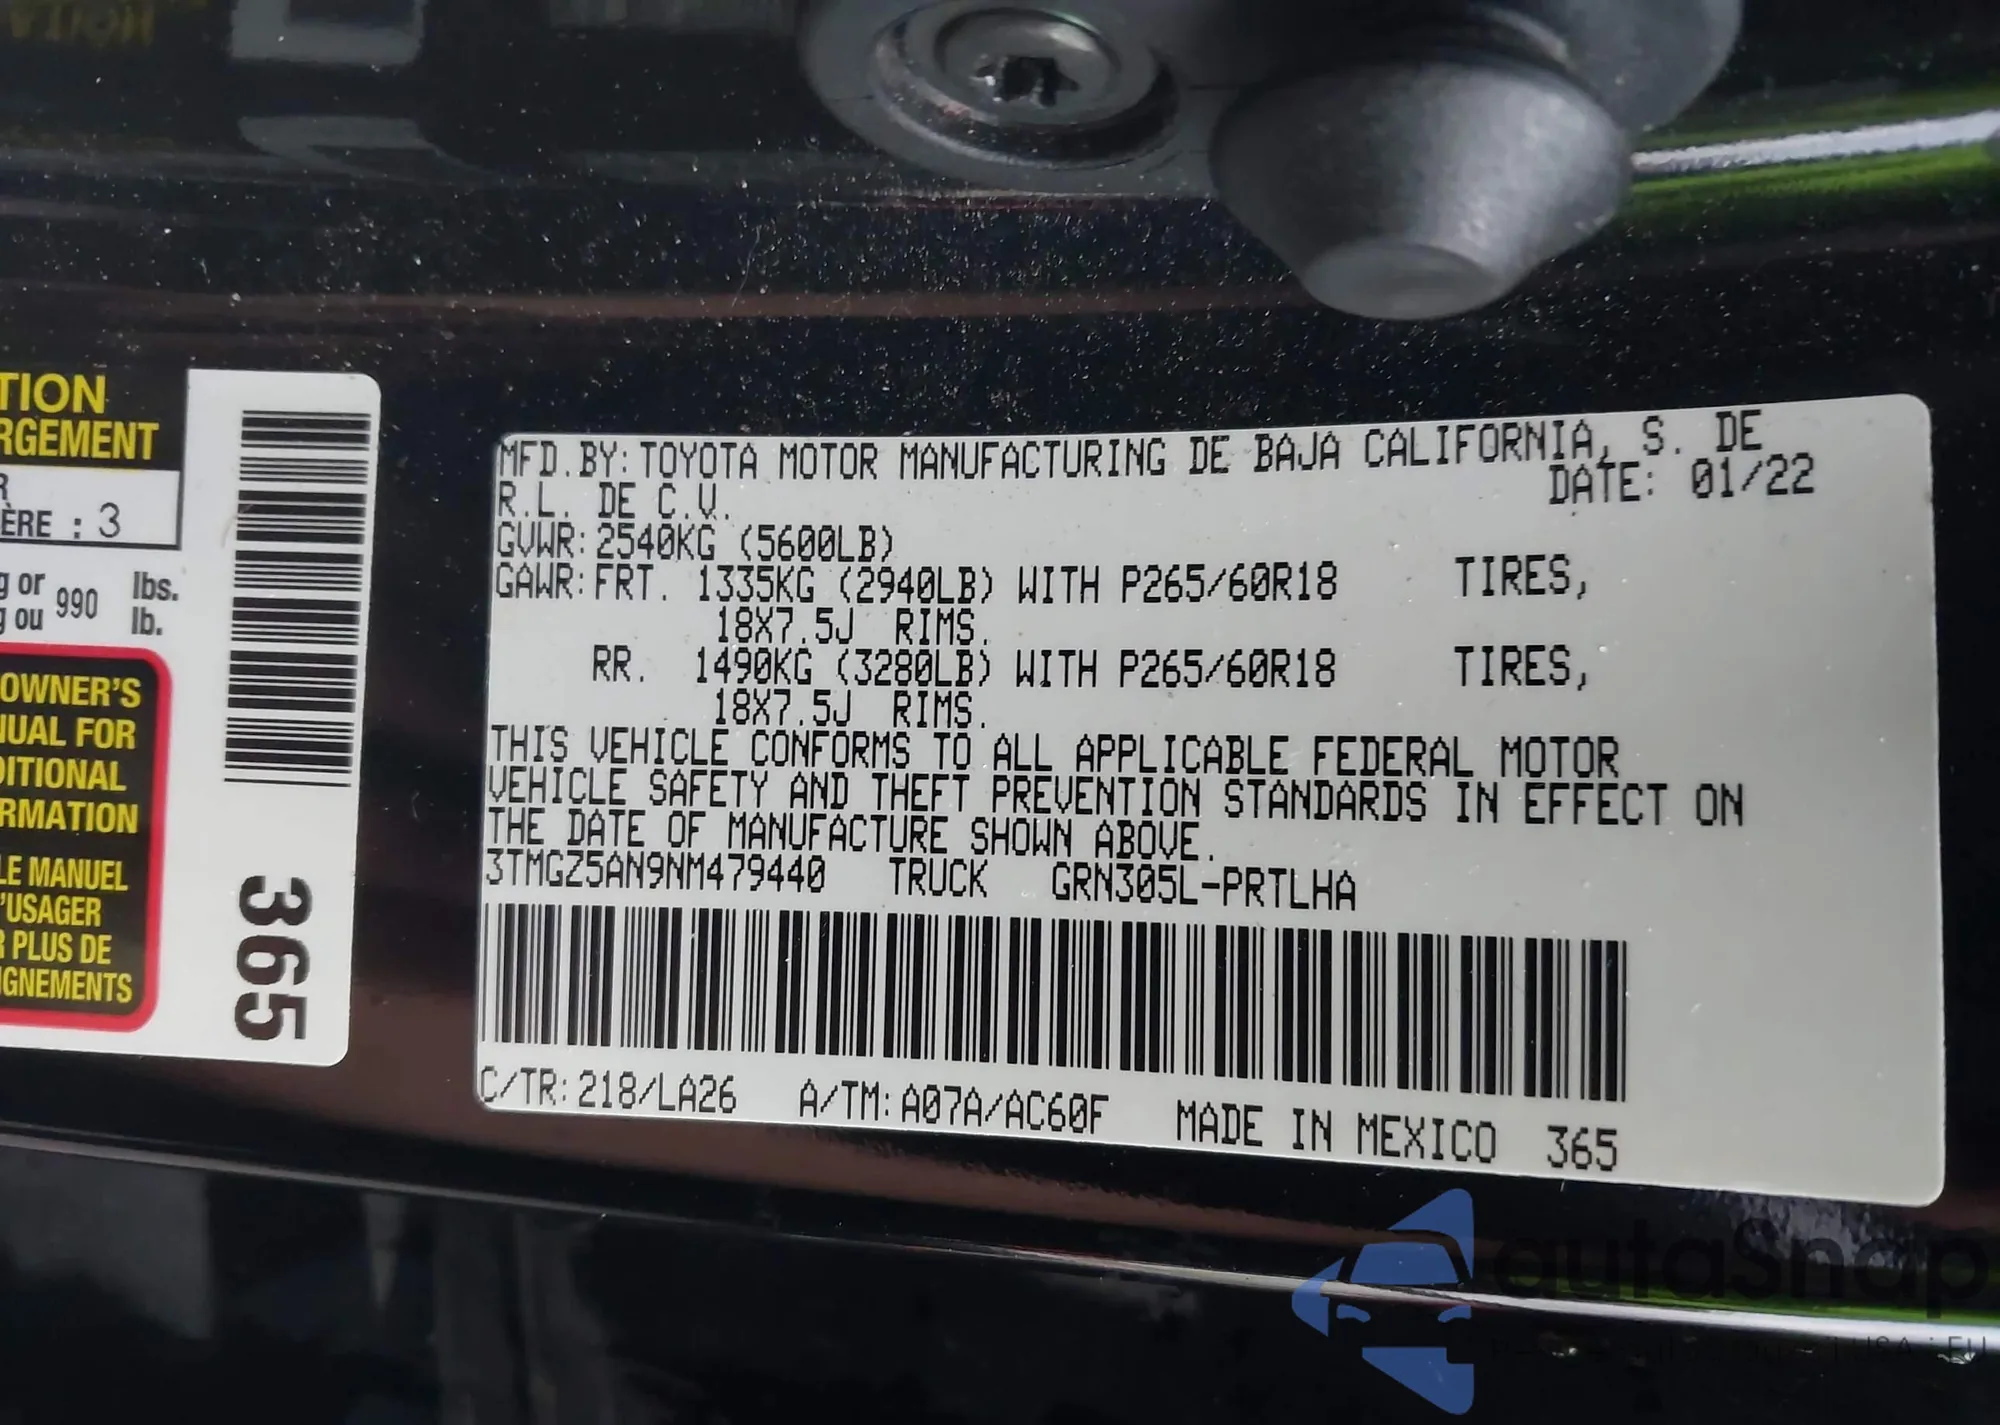 TION
RGEMENT
R
ÈRE : 3
g or 990 lbs.
g ou lb.
OWNER'S
NUAL FOR
DITIONAL
RMATION
LE MANUEL
'USAGER
R PLUS DE
IGNEMENTS
365
MFD.BY:TOYOTA MOTOR MANUFACTURING DE BAJA CALIFORNIA, S. DE
R.L. DE C.V. DATE: 01/22
GVWR:2540KG (5600LB)
GAWR:FRT. 1335KG (2940LB) WITH P265/60R18 TIRES,
18X7.5J RIMS.
RR. 1490KG (3280LB) WITH P265/60R18 TIRES,
18X7.5J RIMS.
THIS VEHICLE CONFORMS TO ALL APPLICABLE FEDERAL MOTOR
VEHICLE SAFETY AND THEFT PREVENTION STANDARDS IN EFFECT ON
THE DATE OF MANUFACTURE SHOWN ABOVE.
3TMGZ5AN9NM479440 TRUCK GRN305L-PRTLHA
C/TR:218/LA26 A/TM:A07A/AC60F MADE IN MEXICO 365
autaSnap